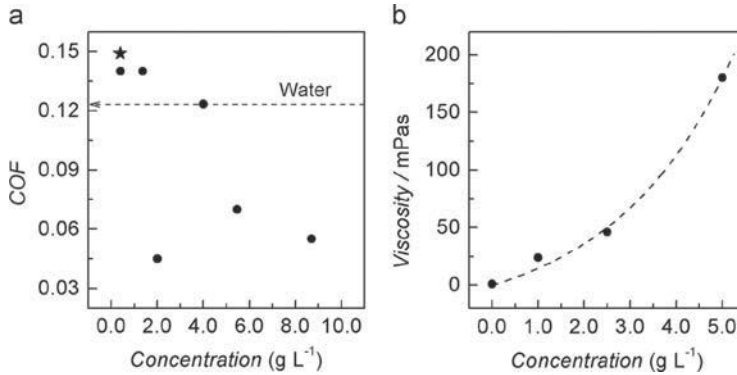 a
0.15
0.12
0.09
0.06
0.03
COF
Water
0.0 2.0 4.0 6.0 8.0 10.0
Concentration (g L⁻¹)
b
200
150
100
50
0
Viscosity / mPas
0.0 1.0 2.0 3.0 4.0 5.0
Concentration (g L⁻¹)